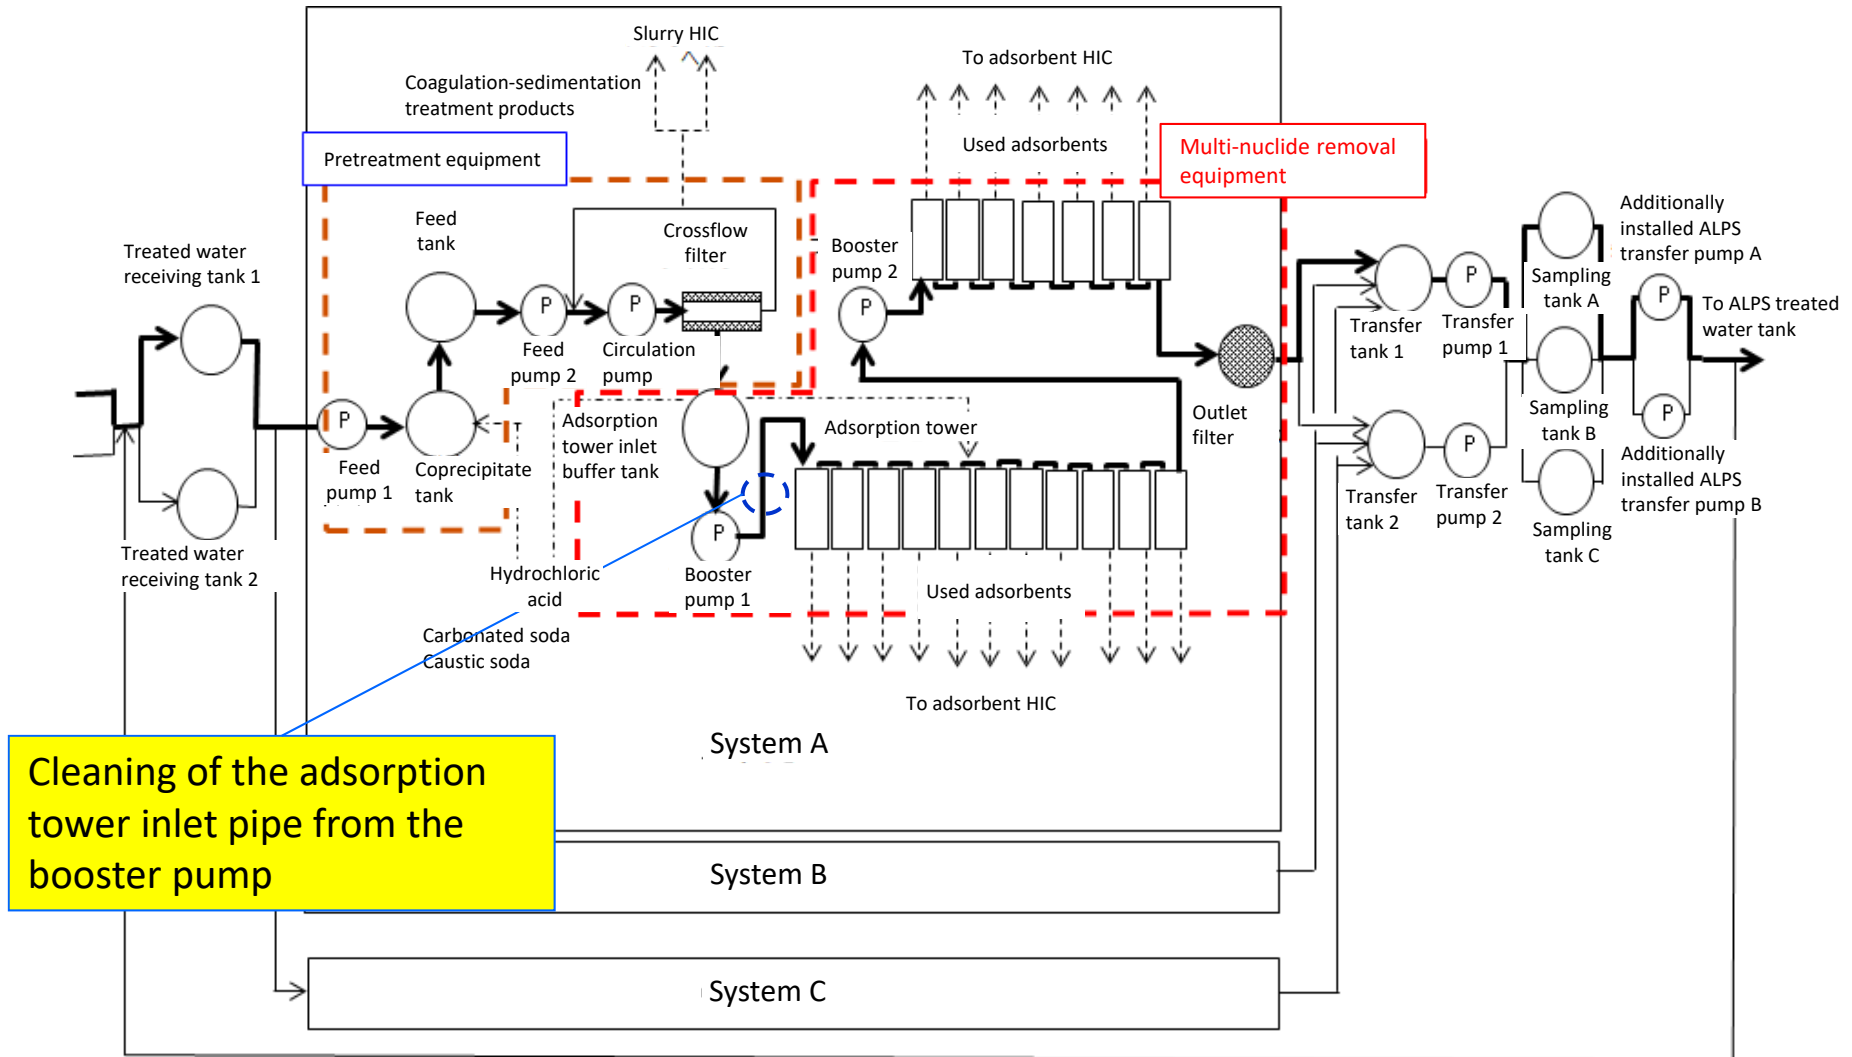 Slurry HIC
To adsorbent HIC
Coagulation-sedimentation
treatment products
Pretreatment equipment
Used adsorbents
Multi-nuclide removal
equipment
Feed
tank
Crossflow
filter
Booster
pump 2
Treated water
receiving tank 1
P
P
P
Feed
pump 2
Circulation
pump
P
Feed
pump 1
Coprecipitate
tank
Adsorption
tower inlet
buffer tank
Adsorption tower
Outlet
filter
P
Booster
pump 1
Treated water
receiving tank 2
Hydrochloric
acid
Carbonated soda
Caustic soda
Used adsorbents
To adsorbent HIC
Transfer
tank 1
P
Transfer
pump 1
Transfer
tank 2
P
Transfer
pump 2
Sampling
tank A
Sampling
tank B
Sampling
tank C
Additionally
installed ALPS
transfer pump A
P
To ALPS treated
water tank
P
Additionally
installed ALPS
transfer pump B
System A
Cleaning of the adsorption
tower inlet pipe from the
booster pump
System B
System C